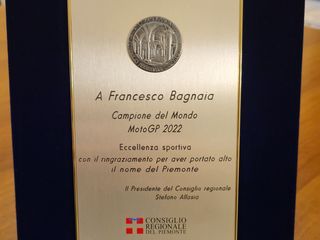 A Francesco Bagnaia
Campione del Mondo
MotoGP 2022
Eccellenza sportiva
con il ringraziamento per aver portato alto
il nome del Piemonte
Il Presidente del Consiglio regionale
Stefano Allasia
CONSIGLIO
REGIONALE
DEL PIEMONTE